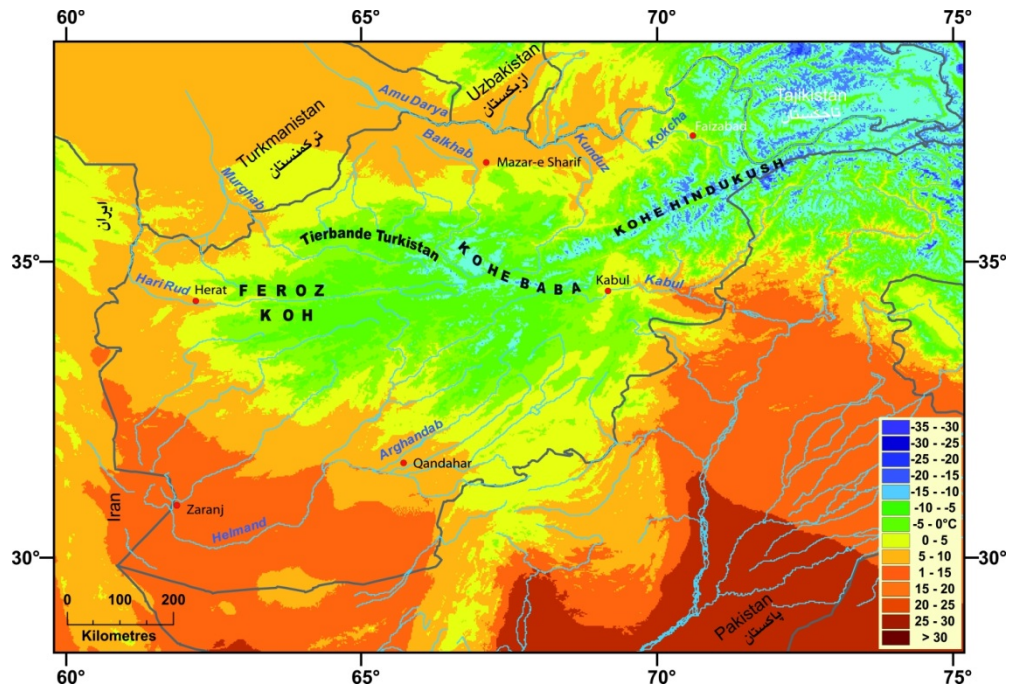 60°
65°
70°
75°
Uzbakistan
ازبکستان
Amu Darya
Tajikistan
تاجکستان
Turkmanistan
ترکمنستان
Balkhab
Kunduz
Kokcha
Faizabad
Mazar-e Sharif
Murghab
ایران
KOHE HINDUKUSH
Tierbande Turkistan
KOHE BABA
35°
35°
Hari Rud
Herat
FEROZ
KOH
Kabul
Kabul
Arghandab
Qandahar
Iran
Zaranj
Helmand
30°
30°
-35 - -30
-30 - -25
-25 - -20
-20 - -15
-15 - -10
-10 - -5
-5 - 0°C
0 - 5
5 - 10
1 - 15
15 - 20
20 - 25
25 - 30
> 30
0 100 200
Kilometres
Pakistan
پاکستان
60°
65°
70°
75°